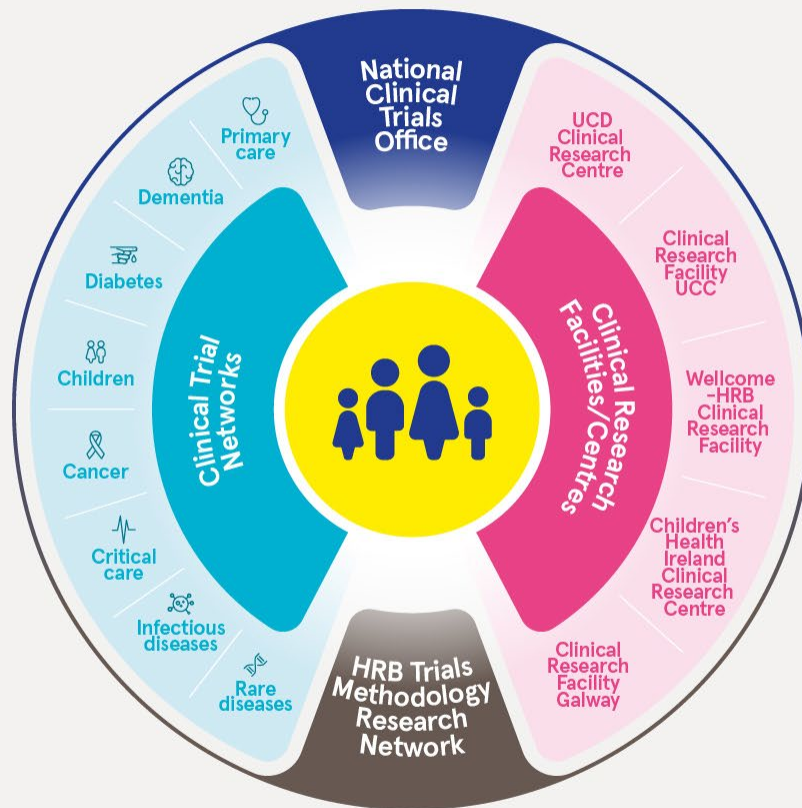 National
Clinical
Trials
Office
Primary
care
Dementia
Diabetes
Children
Cancer
Critical
care
Infectious
diseases
Rare
diseases
Clinical Trial
Networks
Clinical Research
Facilities/Centres
UCD
Clinical
Research
Centre
Clinical
Research
Facility
UCC
Wellcome
-HRB
Clinical
Research
Facility
Children’s
Health
Ireland
Clinical
Research
Centre
Clinical
Research
Facility
Galway
HRB Trials
Methodology
Research
Network